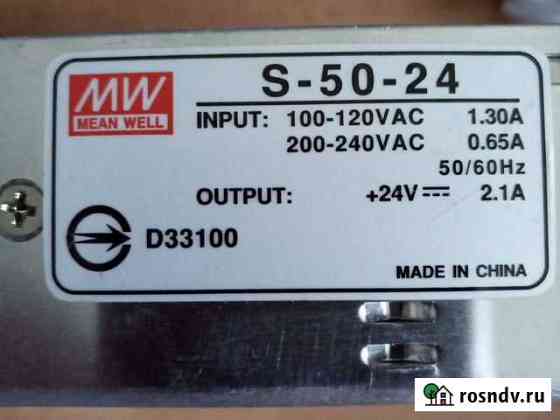 MW
MEAN WELL
S-50-24
INPUT: 100-120VAC 1.30A
200-240VAC 0.65A
50/60Hz
OUTPUT: +24V 2.1A
D33100
MADE IN CHINA
rosndv.ru